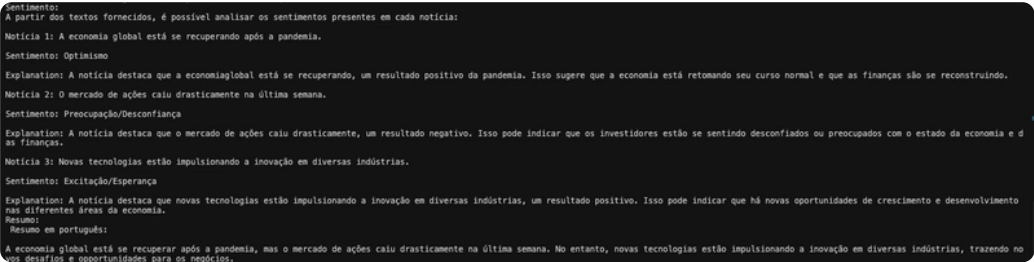 Sentimento:
A partir dos textos fornecidos, é possível analisar os sentimentos presentes em cada notícia:
Notícia 1: A economia global está se recuperando após a pandemia.
Sentimento: Optimismo
Explanation: A notícia destaca que a economiaglobal está se recuperando, um resultado positivo da pandemia. Isso sugere que a economia está retomando seu curso normal e que as finanças são se reconstruindo.
Notícia 2: O mercado de ações caiu drasticamente na última semana.
Sentimento: Preocupação/Desconfiança
Explanation: A notícia destaca que o mercado de ações caiu drasticamente, um resultado negativo. Isso pode indicar que os investidores estão se sentindo desconfiados ou preocupados com o estado da economia e d
as finanças.
Notícia 3: Novas tecnologias estão impulsionando a inovação em diversas indústrias.
Sentimento: Excitação/Esperança
Explanation: A notícia destaca que novas tecnologias estão impulsionando a inovação em diversas indústrias, um resultado positivo. Isso pode indicar que há novas oportunidades de crescimento e desenvolvimento
nas diferentes áreas da economia.
Resumo:
Resumo em português:
A economia global está se recuperar após a pandemia, mas o mercado de ações caiu drasticamente na última semana. No entanto, novas tecnologias estão impulsionando a inovação em diversas indústrias, trazendo no
vos desafios e opportunidades para os negócios.